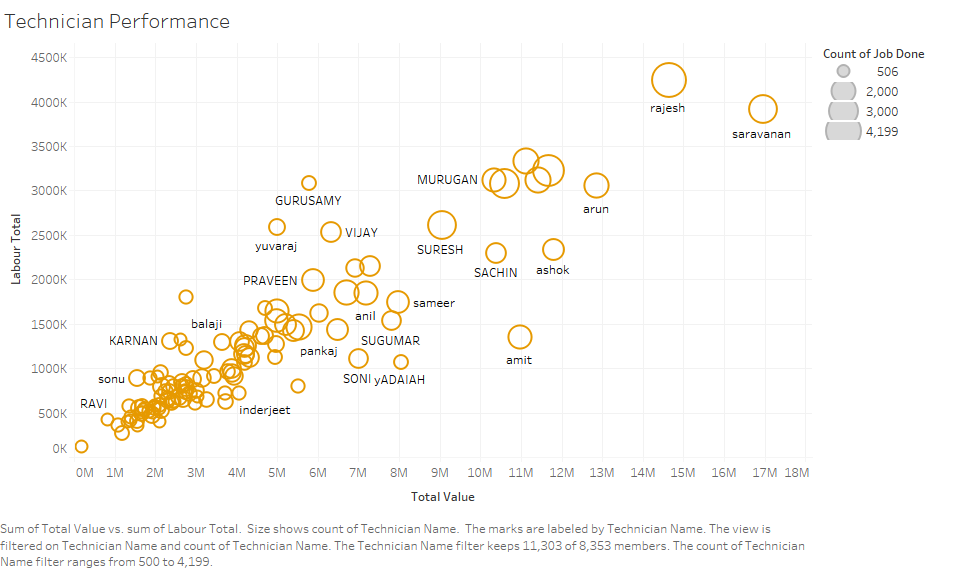 Technician Performance
Count of Job Done
506
2,000
3,000
4,199
4500K
4000K
3500K
3000K
2500K
2000K
1500K
1000K
500K
0K
Labour Total
rajesh
saravanan
MURUGAN
arun
GURUSAMY
yuvaraj
VIJAY
SURESH
SACHIN
ashok
PRAVEEN
sameer
anil
balaji
KARNAN
pankaj
SUGUMAR
amit
sonu
SONI
yADAIAH
RAVI
inderjeet
0M 1M 2M 3M 4M 5M 6M 7M 8M 9M 10M 11M 12M 13M 14M 15M 16M 17M 18M
Total Value
Sum of Total Value vs. sum of Labour Total.  Size shows count of Technician Name.  The marks are labeled by Technician Name. The view is
filtered on Technician Name and count of Technician Name. The Technician Name filter keeps 11,303 of 8,353 members. The count of Technician
Name filter ranges from 500 to 4,199.